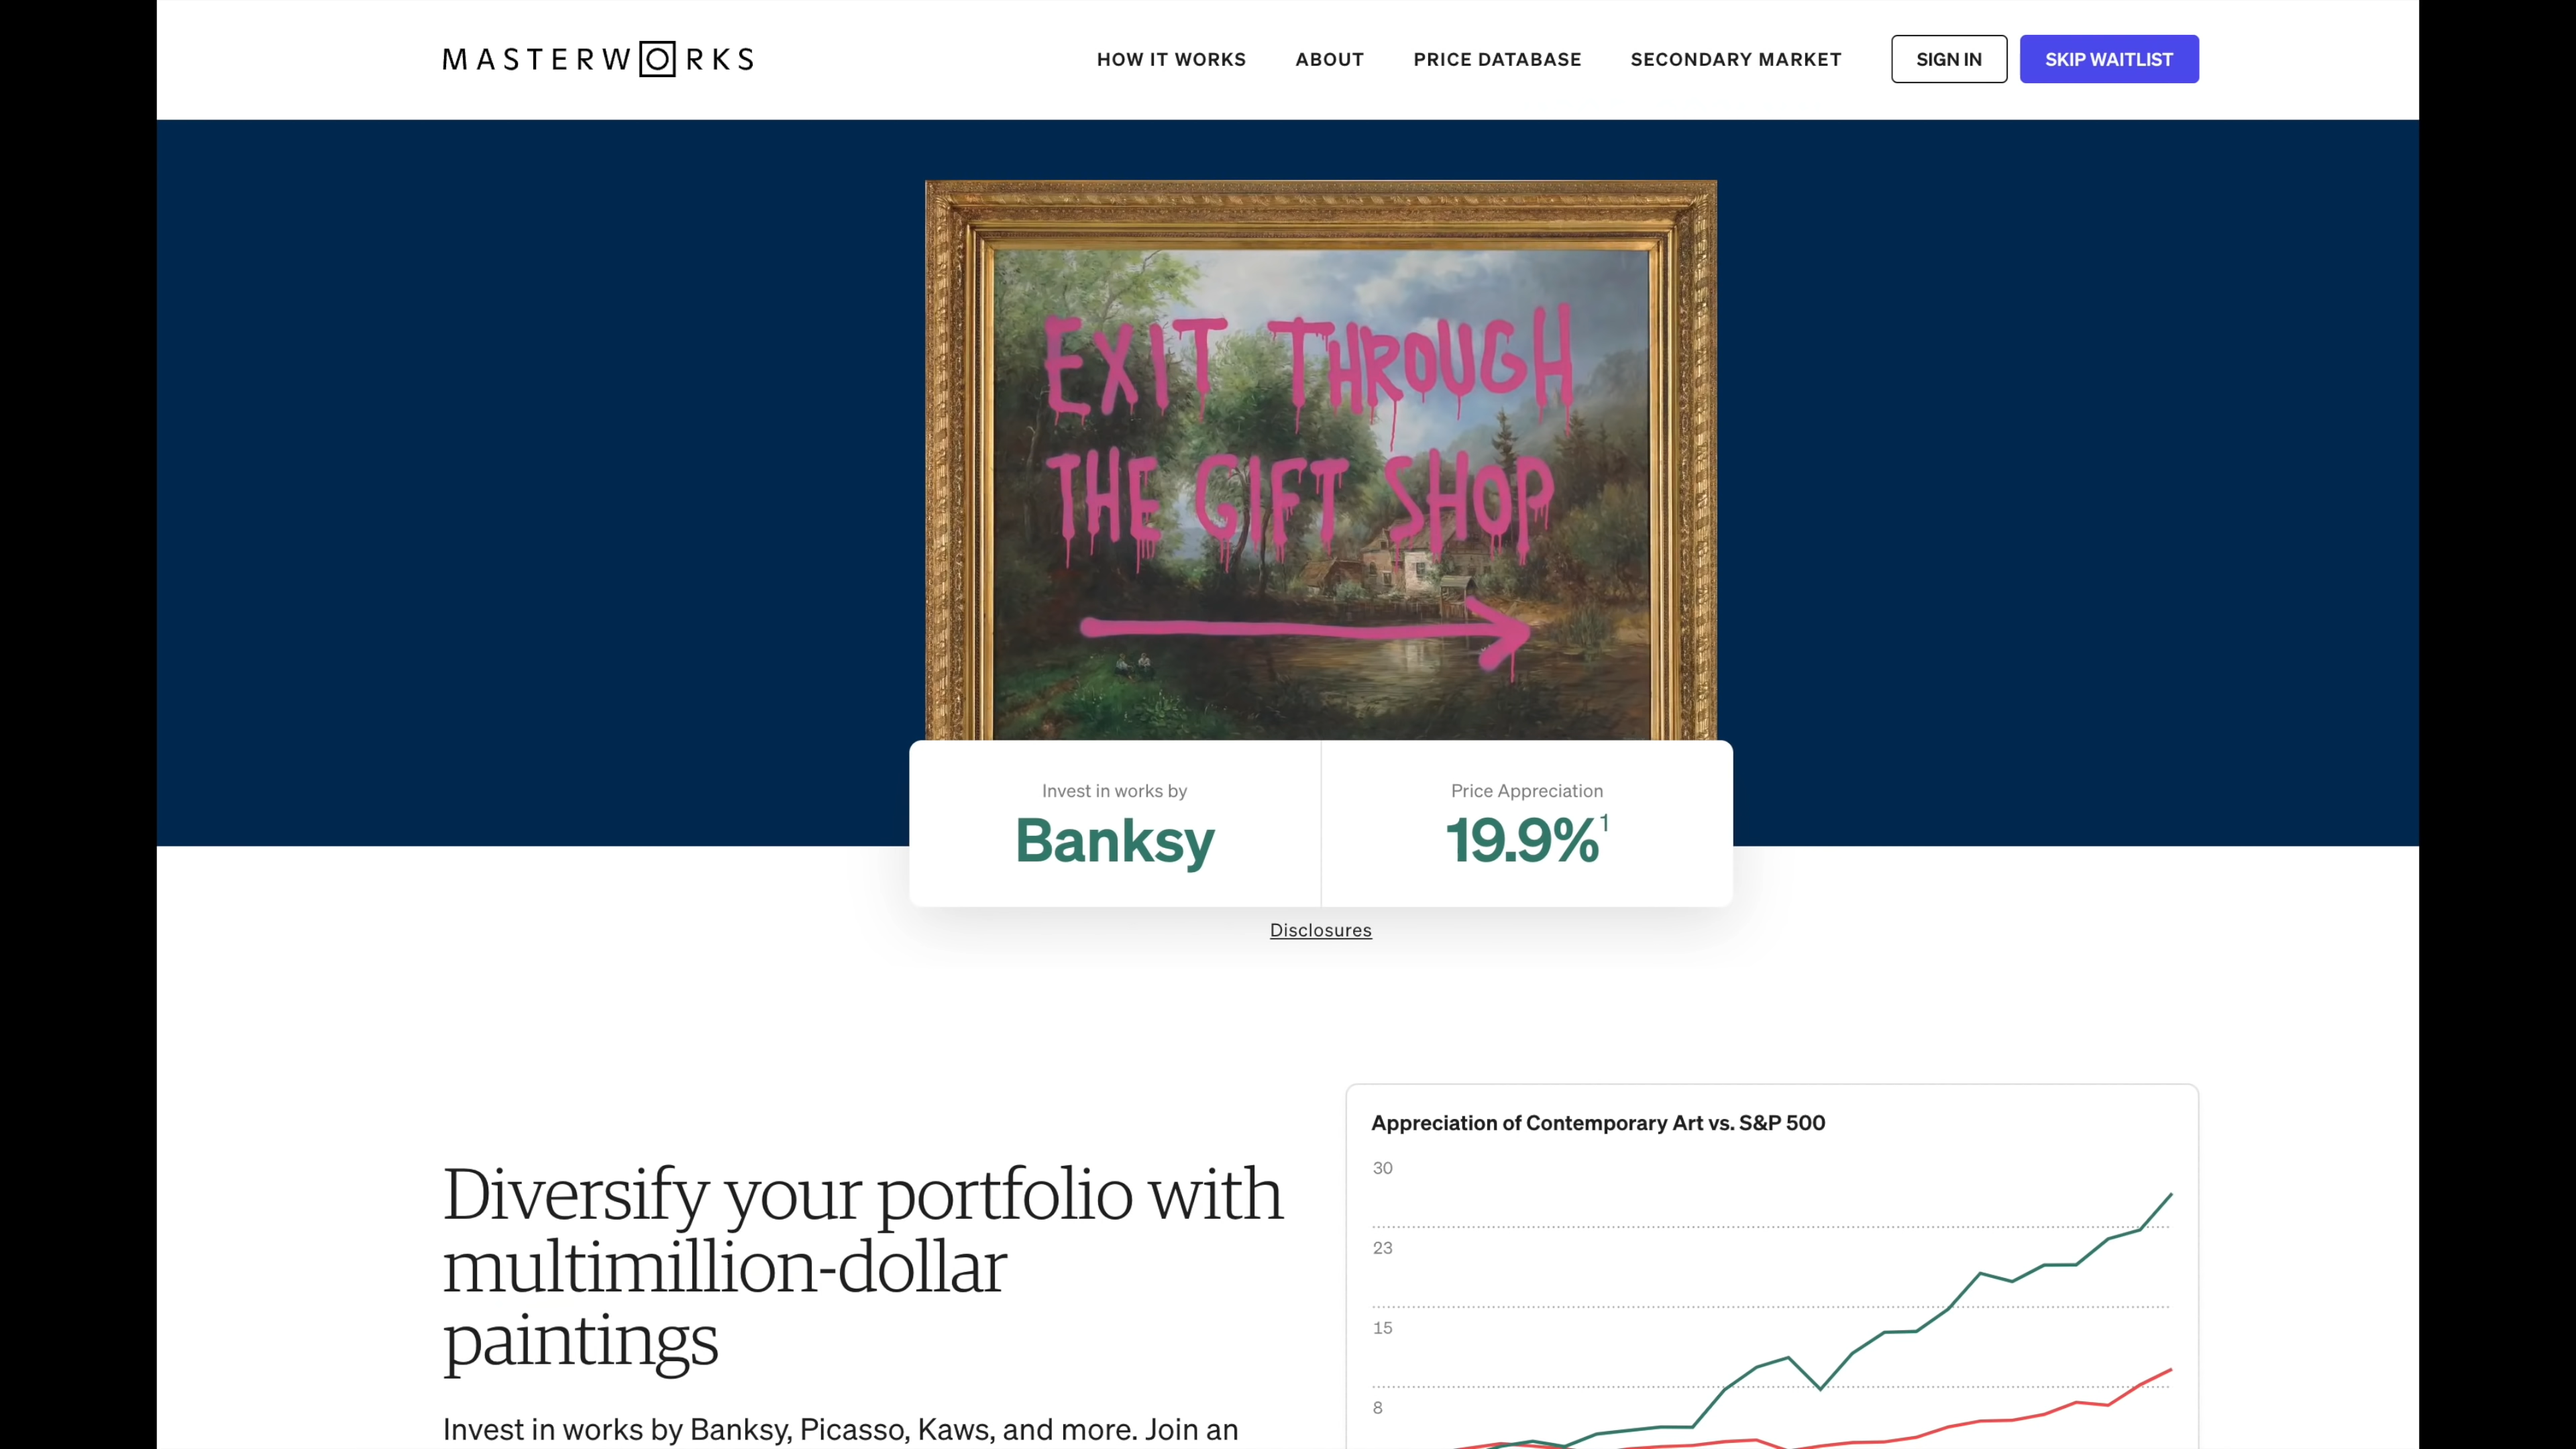 MASTERWORKS
HOW IT WORKS
ABOUT
PRICE DATABASE
SECONDARY MARKET
SIGN IN
SKIP WAITLIST
EXIT THROUGH
THE GIFT SHOP
Invest in works by
Banksy
Price Appreciation
19.9%1
Disclosures
Diversify your portfolio with
multimillion-dollar
paintings
Invest in works by Banksy, Picasso, Kaws, and more. Join an
Appreciation of Contemporary Art vs. S&P 500
30
23
15
8